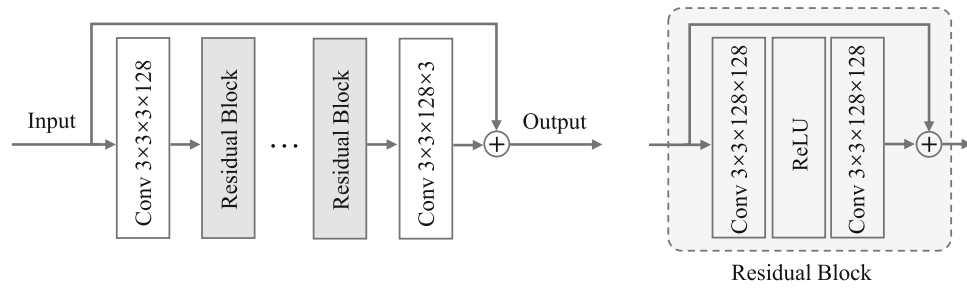 Input
Conv 3×3×3×128
Residual Block
...
Residual Block
Conv 3×3×128×3
+
Output
Conv 3×3×128×128
ReLU
Conv 3×3×128×128
+
Residual Block